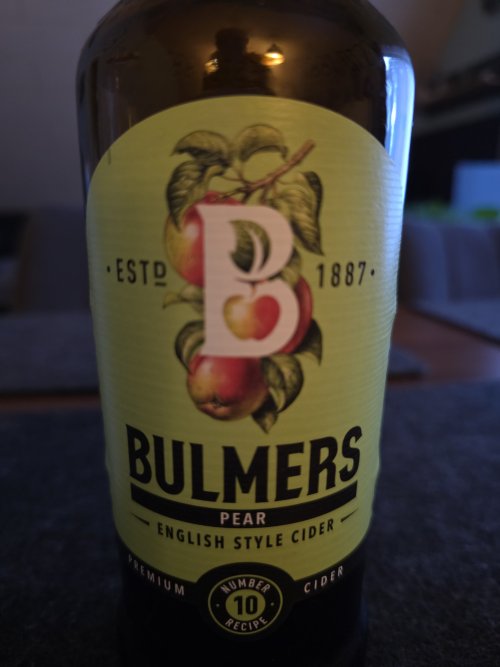 B
· ESTD 1887 ·
BULMERS
PEAR
ENGLISH STYLE CIDER
PREMIUM CIDER
· NUMBER ·
10
RECIPE